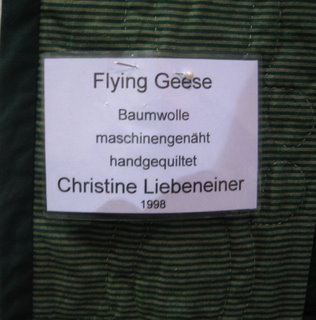 Flying Geese
Baumwolle
maschinengenäht
handgequiltet
Christine Liebeneiner
1998